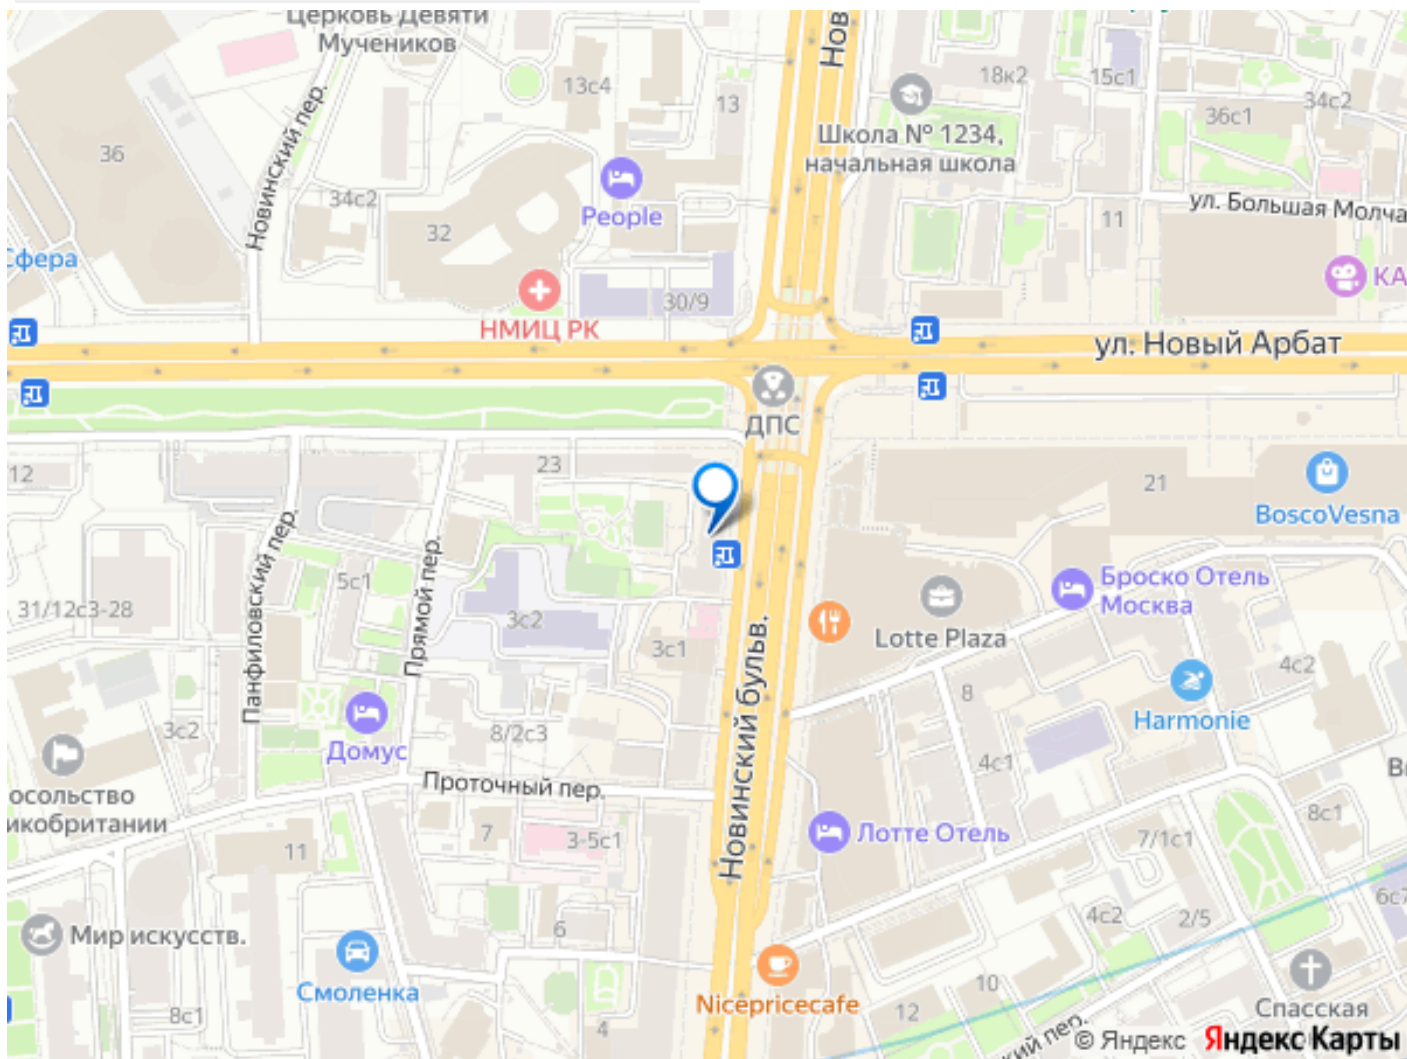 Церковь Девяти
Мучеников
Нов
Новинский пер.
13с4
13
18к2
15с1
34с2
36с1
Школа № 1234,
начальная школа
36
34с2
32
People
11
ул. Большая Молча
Сфера
КА
30/9
НМИЦ РК
ул. Новый Арбат
ДПС
12
23
21
BoscoVesna
Панфиловский пер.
Прямой пер.
5с1
31/12с3-28
3с2
3с1
Новинский бульв.
Lotte Plaza
Броско Отель
Москва
4с2
8
Harmonie
3с2
Домус
8/2с3
4с1
Проточный пер.
осольство
икобритании
7
3-5с1
11
Лотте Отель
7/1с1
8с1
6с7
Мир искусств.
6
4с2
2/5
Смоленка
Nicepricecafe
10
12
8с1
4
Спасская
ский пер.
© Яндекс Яндекс Карты